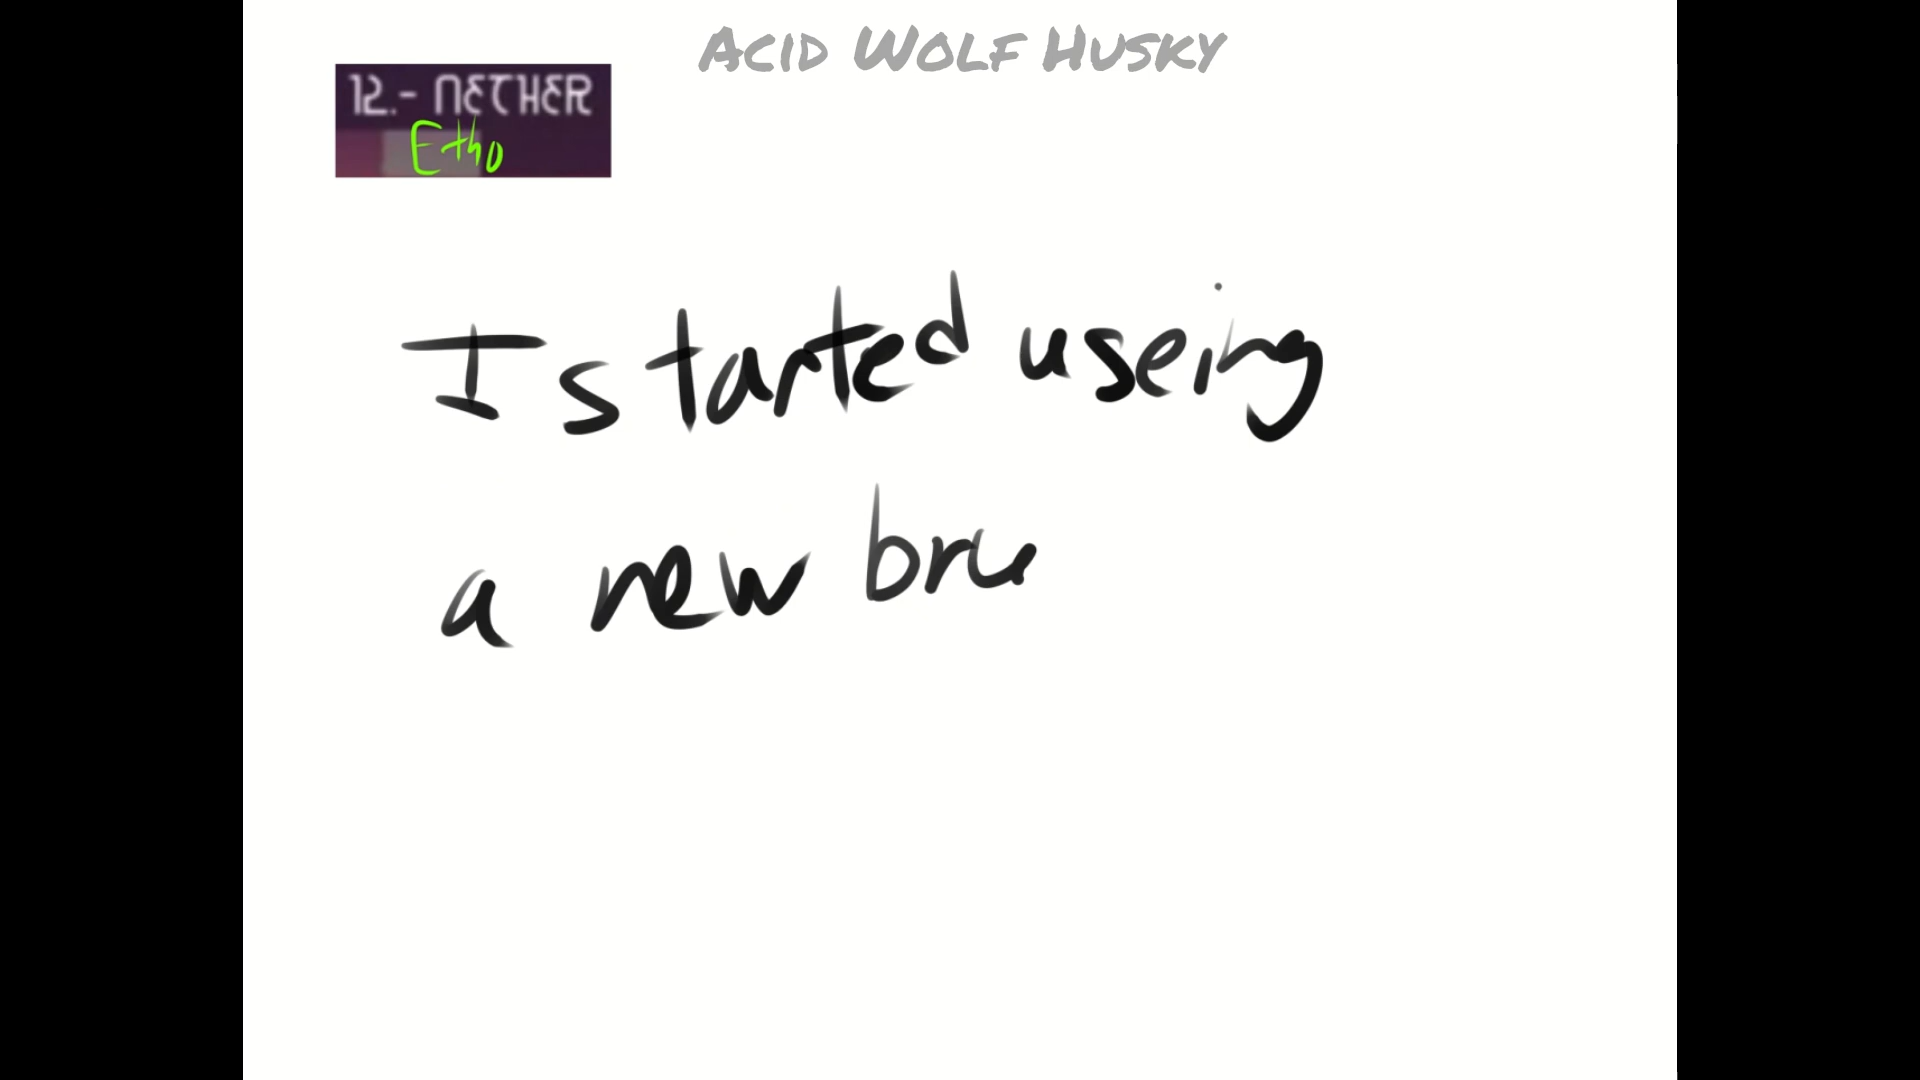 Acid Wolf Husky
12.- NETHER
Etho
I started useing
a new bru